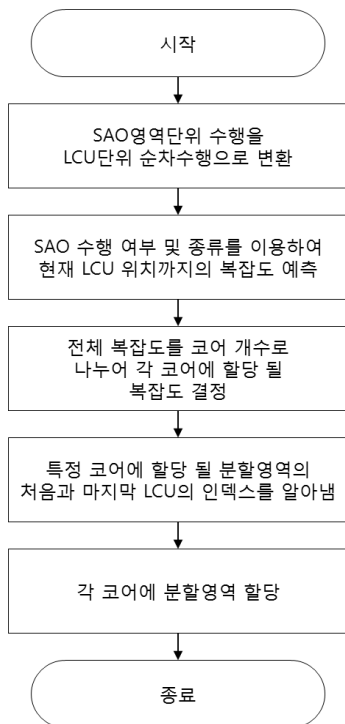 시작
SAO영역단위 수행을
LCU단위 순차수행으로 변환
SAO 수행 여부 및 종류를 이용하여
현재 LCU 위치까지의 복잡도 예측
전체 복잡도를 코어 개수로
나누어 각 코어에 할당 될
복잡도 결정
특정 코어에 할당 될 분할영역의
처음과 마지막 LCU의 인덱스를 알아냄
각 코어에 분할영역 할당
종료